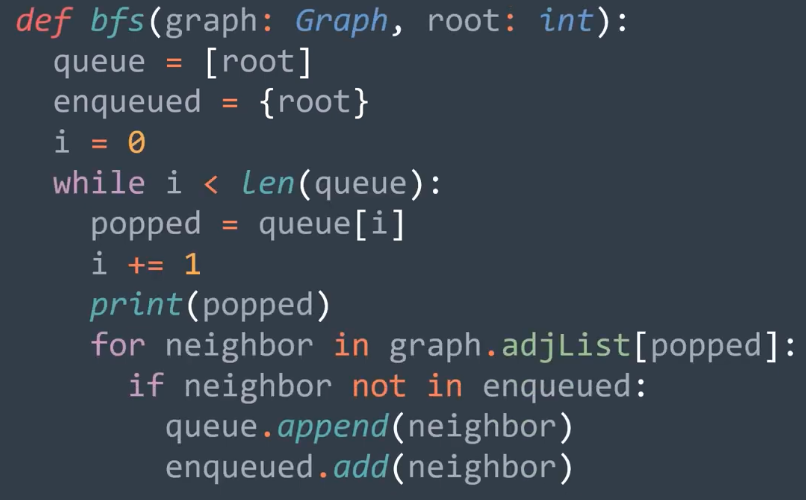 def bfs(graph: Graph, root: int):
  queue = [root]
  enqueued = {root}
  i = 0
  while i < len(queue):
    popped = queue[i]
    i += 1
    print(popped)
    for neighbor in graph.adjList[popped]:
      if neighbor not in enqueued:
        queue.append(neighbor)
        enqueued.add(neighbor)